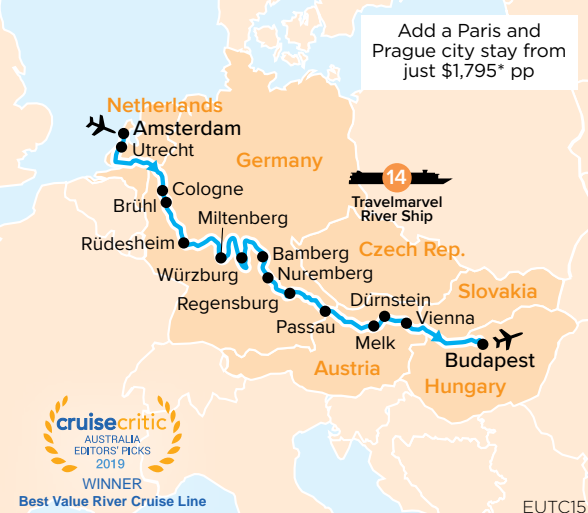 Add a Paris and
Prague city stay from
just $1,795* pp
Netherlands
Amsterdam
Utrecht
Germany
Cologne
14
Brühl
Travelmarvel
River Ship
Miltenberg
Rüdesheim
Bamberg
Czech Rep.
Würzburg
Nuremberg
Regensburg
Slovakia
Dürnstein
Passau
Vienna
Melk
Budapest
Austria
Hungary
cruisecritic
AUSTRALIA
EDITORS' PICKS
2019
WINNER
Best Value River Cruise Line
EUTC15